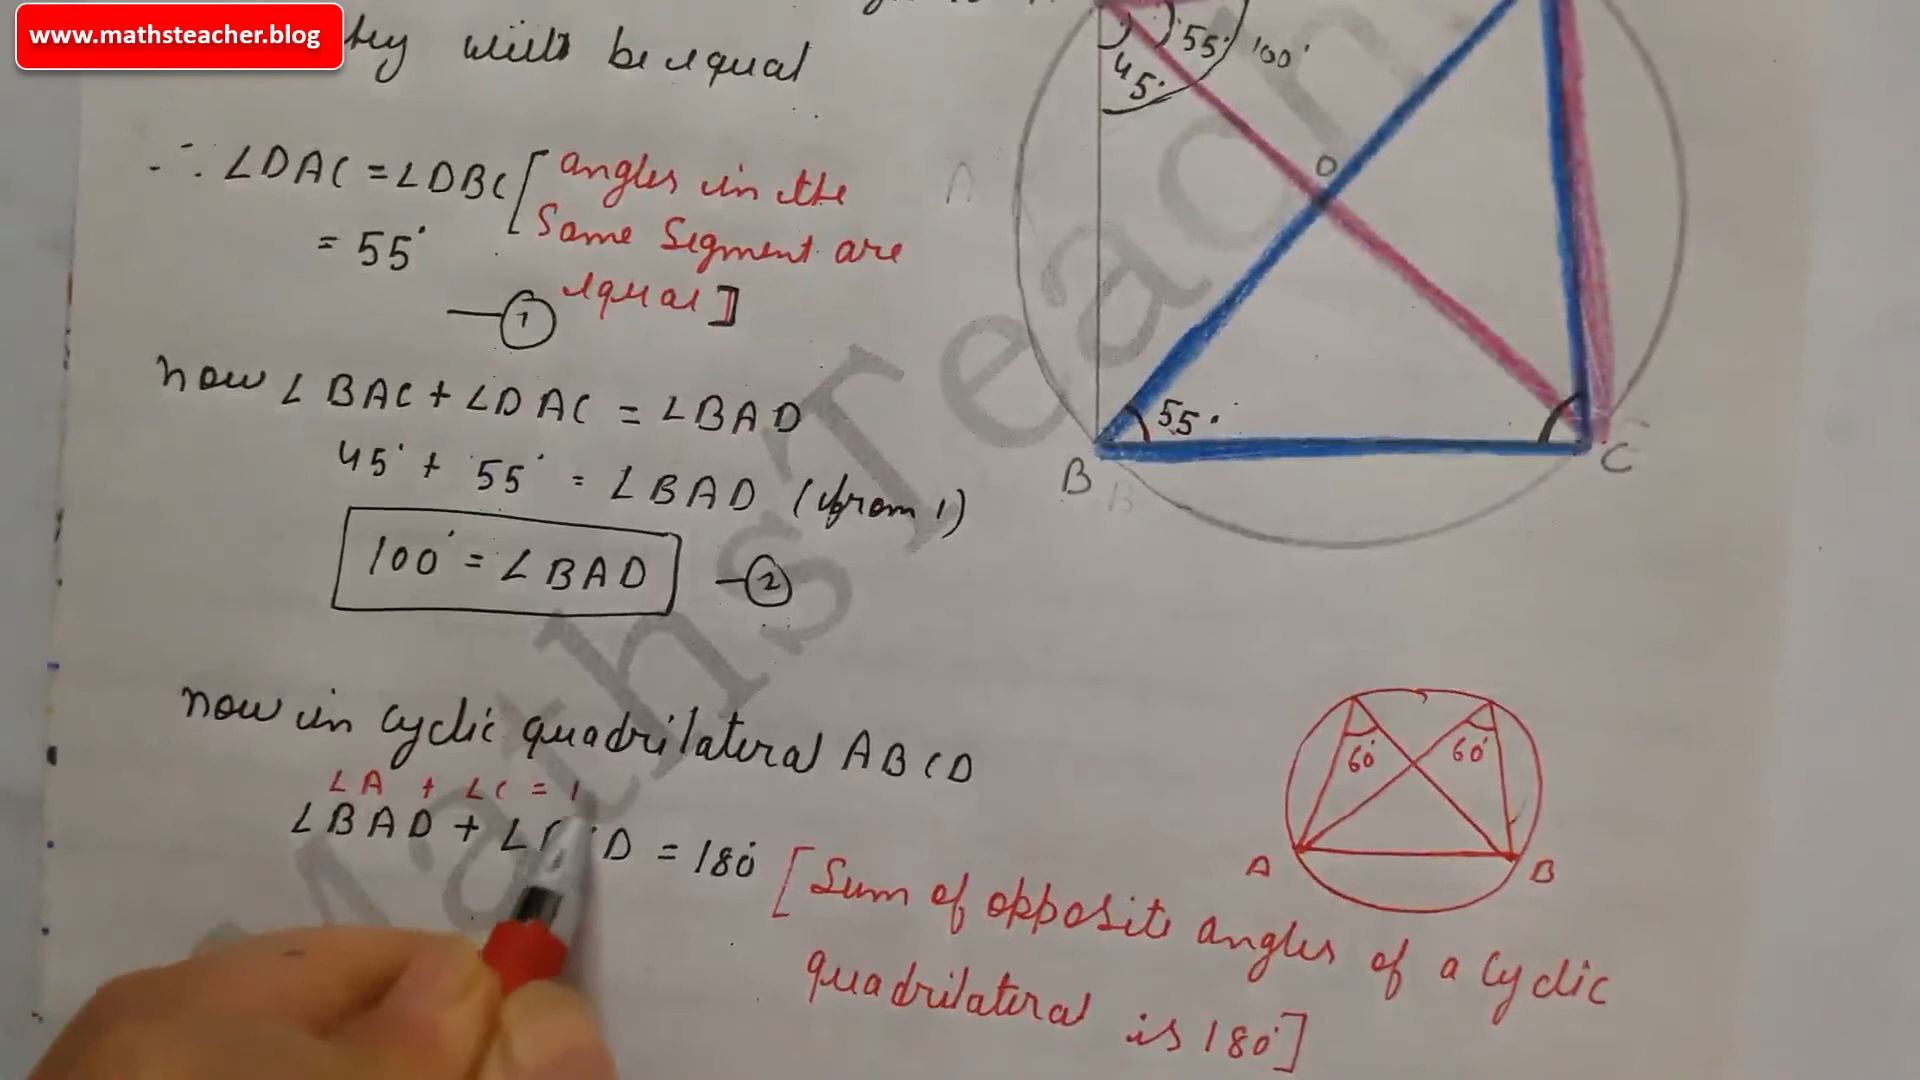 www.mathsteacher.blog
they will be equal
∴ ∠DAC = ∠DBC [angles in the
= 55° Same Segment are
equal]
—①
now ∠BAC + ∠DAC = ∠BAD
45° + 55° = ∠BAD (from 1)
100° = ∠BAD —②
now in cyclic quadrilateral ABCD
∠A + ∠C = 1
∠BAD + ∠ D = 180°
[Sum of opposite angles of a cyclic
quadrilateral is 180°]
55° 100°
45°
O
55°
B C
60° 60°
A B
Maths Teach